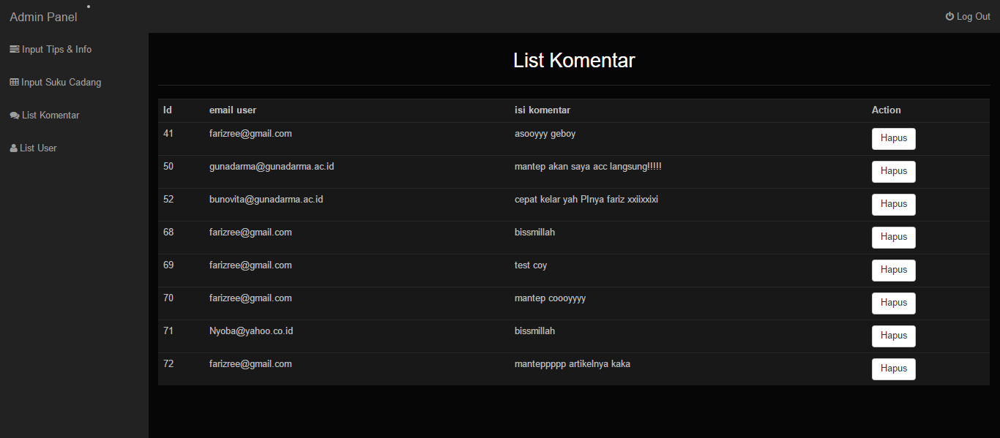 Admin Panel
Log Out
Input Tips & Info
Input Suku Cadang
List Komentar
List User
List Komentar
Id email user isi komentar Action
41 farizree@gmail.com asooyyy geboy Hapus
50 gunadarma@gunadarma.ac.id mantep akan saya acc langsung!!!!! Hapus
52 bunovita@gunadarma.ac.id cepat kelar yah PInya fariz xxiixxixi Hapus
68 farizree@gmail.com bissmillah Hapus
69 farizree@gmail.com test coy Hapus
70 farizree@gmail.com mantep coooyyyy Hapus
71 Nyoba@yahoo.co.id bissmillah Hapus
72 farizree@gmail.com manteppppp artikelnya kaka Hapus